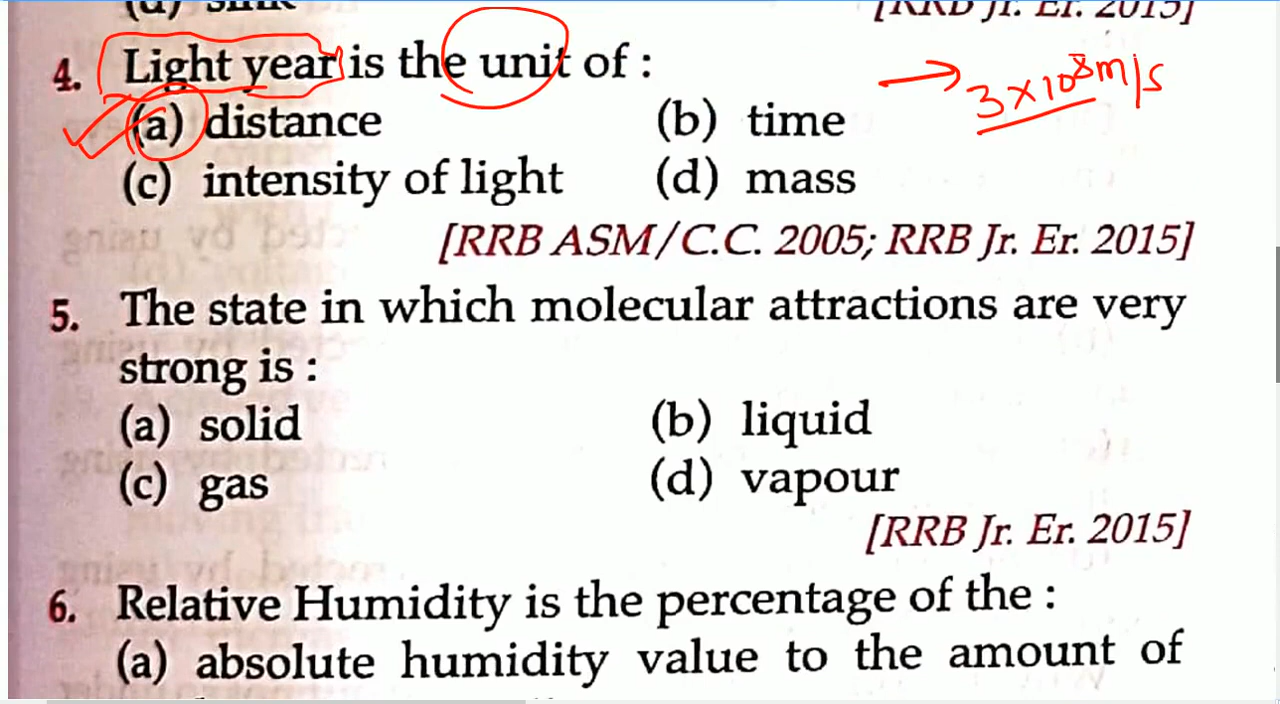 4. Light year is the unit of :
→ 3 × 10⁸ m/s
(a) distance (b) time
(c) intensity of light (d) mass
[RRB ASM/C.C. 2005; RRB Jr. Er. 2015]
5. The state in which molecular attractions are very
strong is :
(a) solid (b) liquid
(c) gas (d) vapour
[RRB Jr. Er. 2015]
6. Relative Humidity is the percentage of the :
(a) absolute humidity value to the amount of